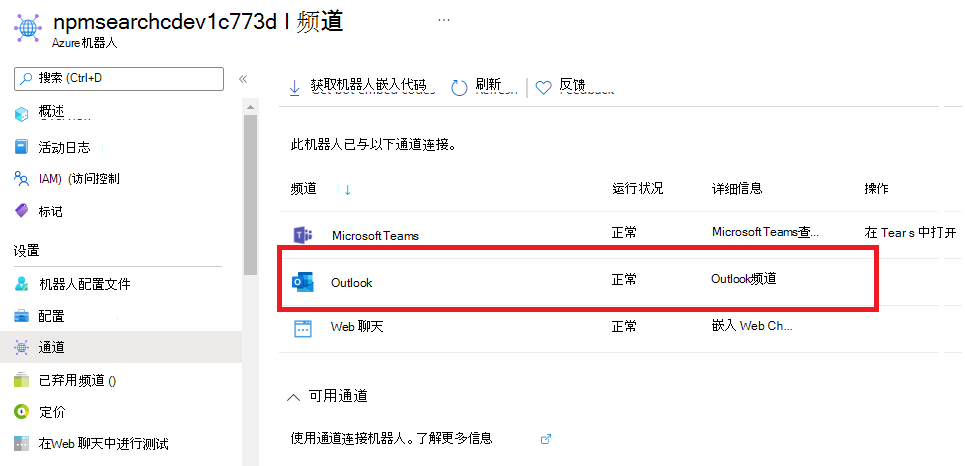 npmsearchcdev1c773d | 频道
...
Azure机器人
搜索 (Ctrl+D
«
概述
活动日志
IAM) (访问控制
标记
设置
机器人配置文件
配置
通道
已弃用频道 ()
定价
在Web 聊天中进行测试
获取机器人嵌入代码 刷新 反馈
此机器人已与以下通道连接。
频道 ↓ 运行状况 详细信息 操作
Microsoft Teams 正常 Microsoft Teams查... 在 Tear s 中打开
Outlook 正常 Outlook频道
Web 聊天 正常 嵌入 Web Ch...
可用通道
使用通道连接机器人。了解更多信息